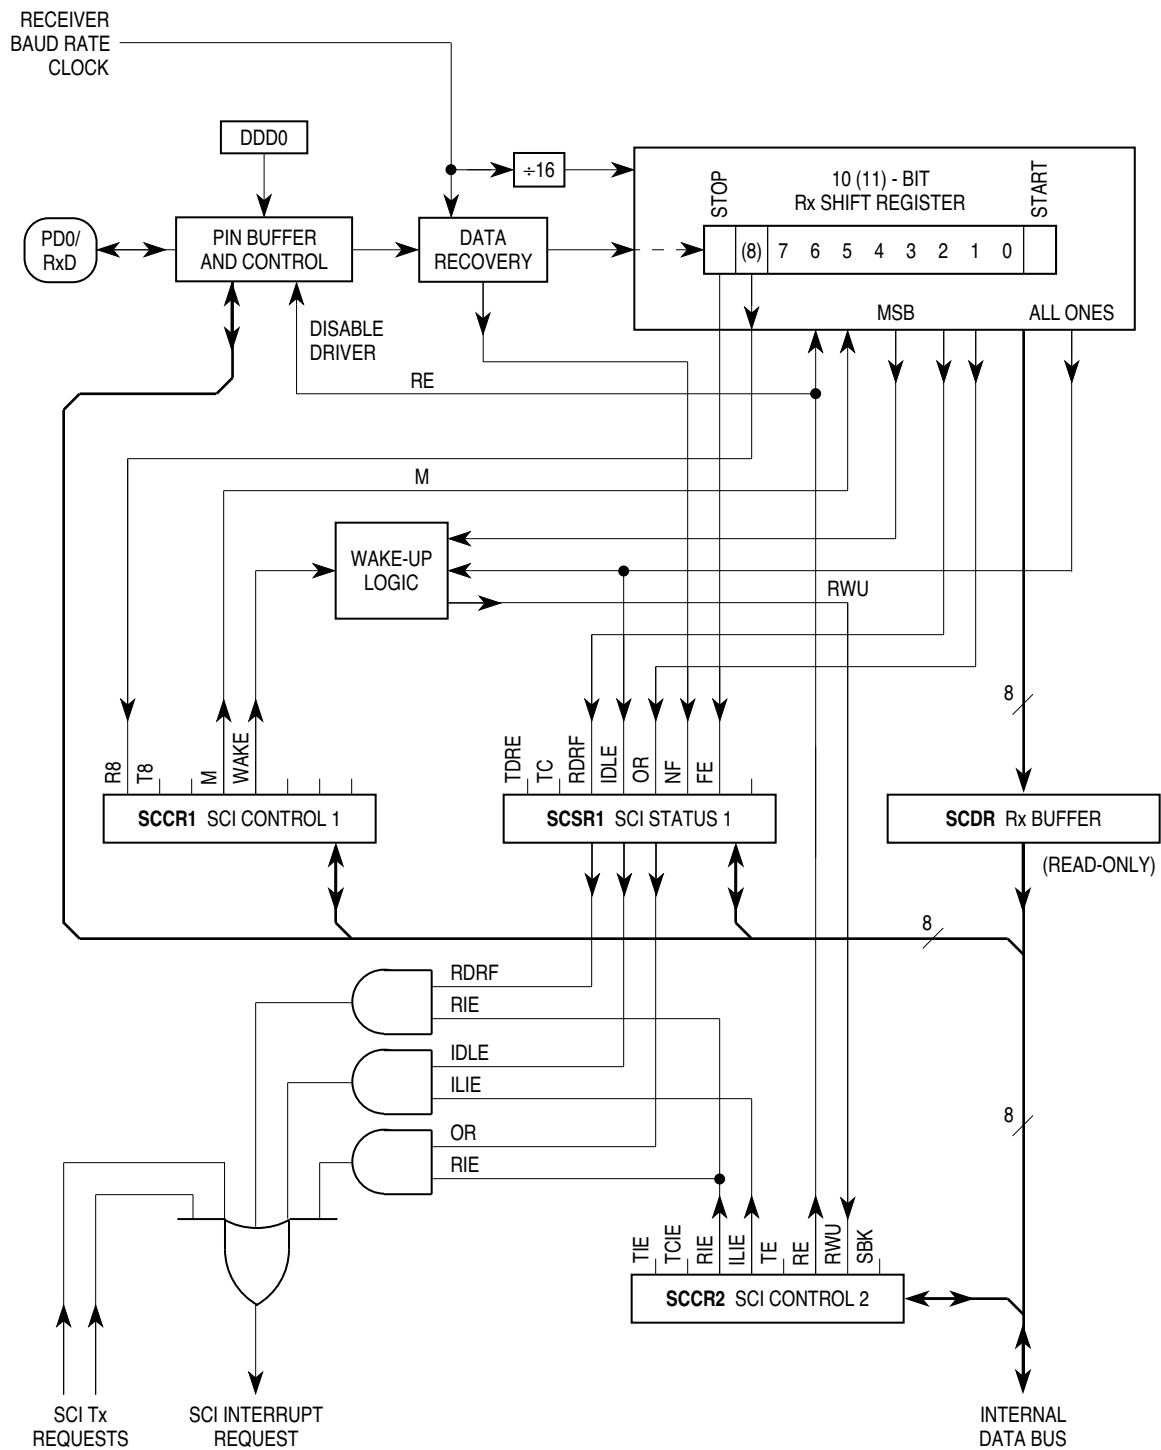 RECEIVER
BAUD RATE
CLOCK
DDD0
÷16
STOP
10 (11) - BIT
Rx SHIFT REGISTER
START
PD0/
RxD
PIN BUFFER
AND CONTROL
DATA
RECOVERY
(8) 7 6 5 4 3 2 1 0
DISABLE
DRIVER
MSB
ALL ONES
RE
M
WAKE-UP
LOGIC
RWU
8
R8
T8
M
WAKE
TDRE
TC
RDRF
IDLE
OR
NF
FE
SCCR1 SCI CONTROL 1
SCSR1 SCI STATUS 1
SCDR Rx BUFFER
(READ-ONLY)
8
RDRF
RIE
IDLE
ILIE
OR
RIE
8
TIE
TCIE
RIE
ILIE
TE
RE
RWU
SBK
SCCR2 SCI CONTROL 2
SCI Tx
REQUESTS
SCI INTERRUPT
REQUEST
INTERNAL
DATA BUS